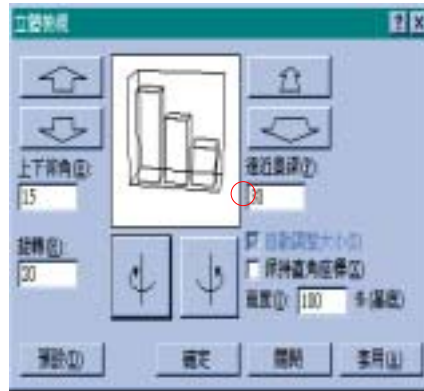 立體檢視
上下仰角(E):
15
遠近景深(P)
30
旋轉(R):
20
自動調整大小(S)
保持直角座標(X)
高度(I): 100 % (基底)
預設(D) 確定 關閉 套用(A)